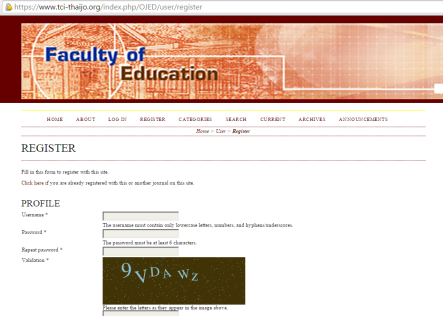 https://www.tci-thaijo.org/index.php/OJED/user/register
Faculty of
Education
HOME ABOUT LOG IN REGISTER CATEGORIES SEARCH CURRENT ARCHIVES ANNOUNCEMENTS
Home > User > Register
REGISTER
Fill in this form to register with this site.
Click here if you are already registered with this or another journal on this site.
PROFILE
Username *
The username must contain only lowercase letters, numbers, and hyphens/underscores.
Password *
The password must be at least 6 characters.
Repeat password *
Validation *
9VDAWZ
Please enter the letters as they appear in the image above.